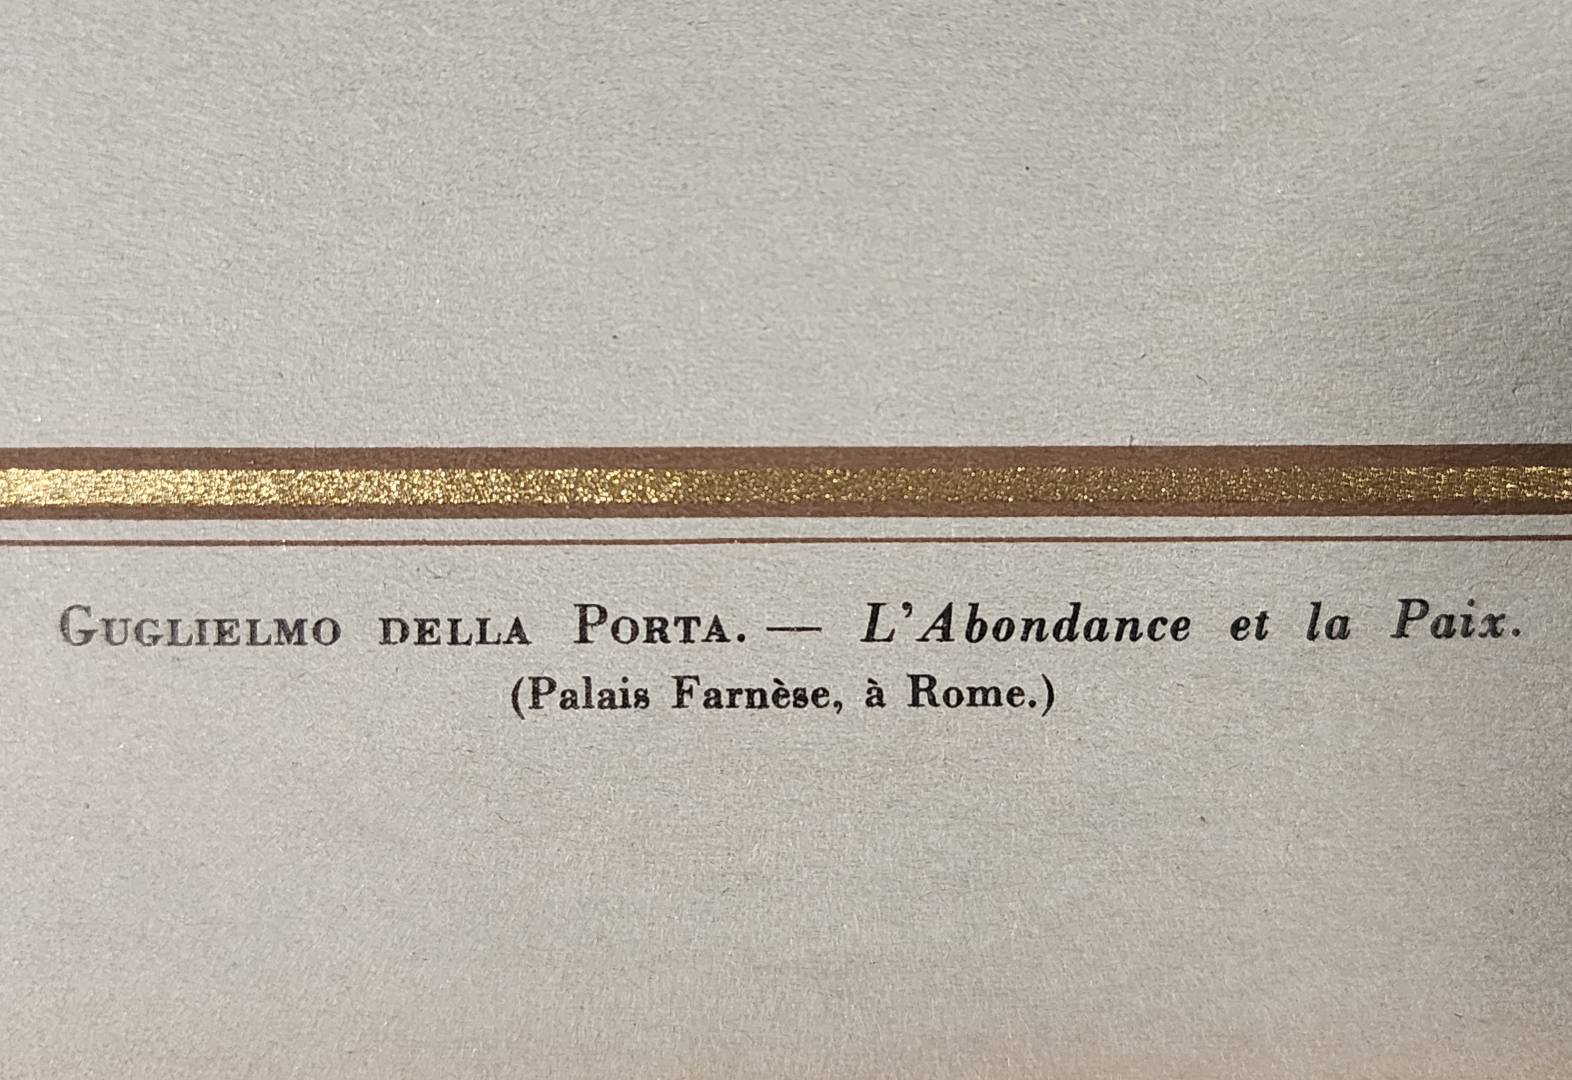 GUGLIELMO DELLA PORTA. — L'Abondance et la Paix.
(Palais Farnèse, à Rome.)